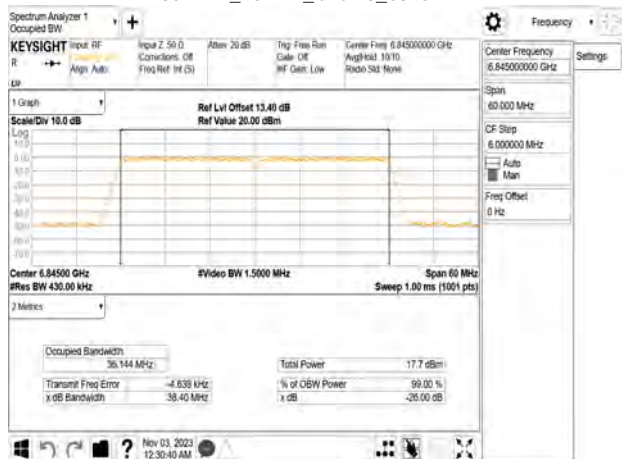 Spectrum Analyzer 1
Occupied BW
Frequency
KEYSIGHT
Input: RF
Input Z: 50 Ω
Atten: 20 dB
Trig: Free Run
Center Freq: 6.845000000 GHz
R
Corrections: Off
Gate: Off
Avg|Hold: 10/10
Align: Auto
Freq Ref: Int (S)
#IF Gain: Low
Radio Std: None
Center Frequency
6.845000000 GHz
Settings
Span
60.000 MHz
CF Step
6.000000 MHz
Auto
Man
Freq Offset
0 Hz
1 Graph
Ref Lvl Offset 13.40 dB
Scale/Div 10.0 dB
Ref Value 20.00 dBm
Log
Center 6.84500 GHz
#Video BW 1.5000 MHz
Span 60 MHz
#Res BW 430.00 kHz
Sweep 1.00 ms (1001 pts)
2 Metrics
Occupied Bandwidth
36.144 MHz
Total Power
17.7 dBm
Transmit Freq Error
-4.639 kHz
% of OBW Power
99.00 %
x dB Bandwidth
38.40 MHz
x dB
-26.00 dB
Nov 03, 2023
12:30:40 AM